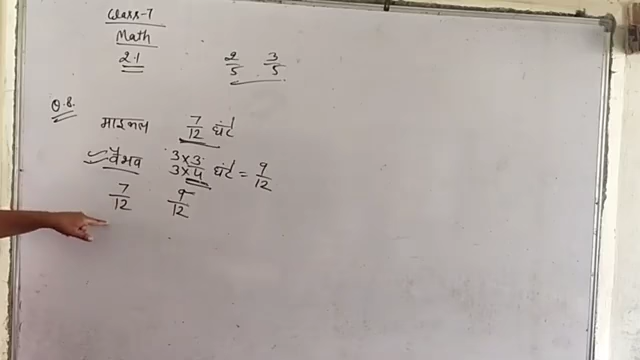 Class-7
Math
2.1
2/5 3/5
Q.8.
माइकल 7/12 घंटे
वैभव 3×3/3×4 घंटे = 9/12
7/12 9/12